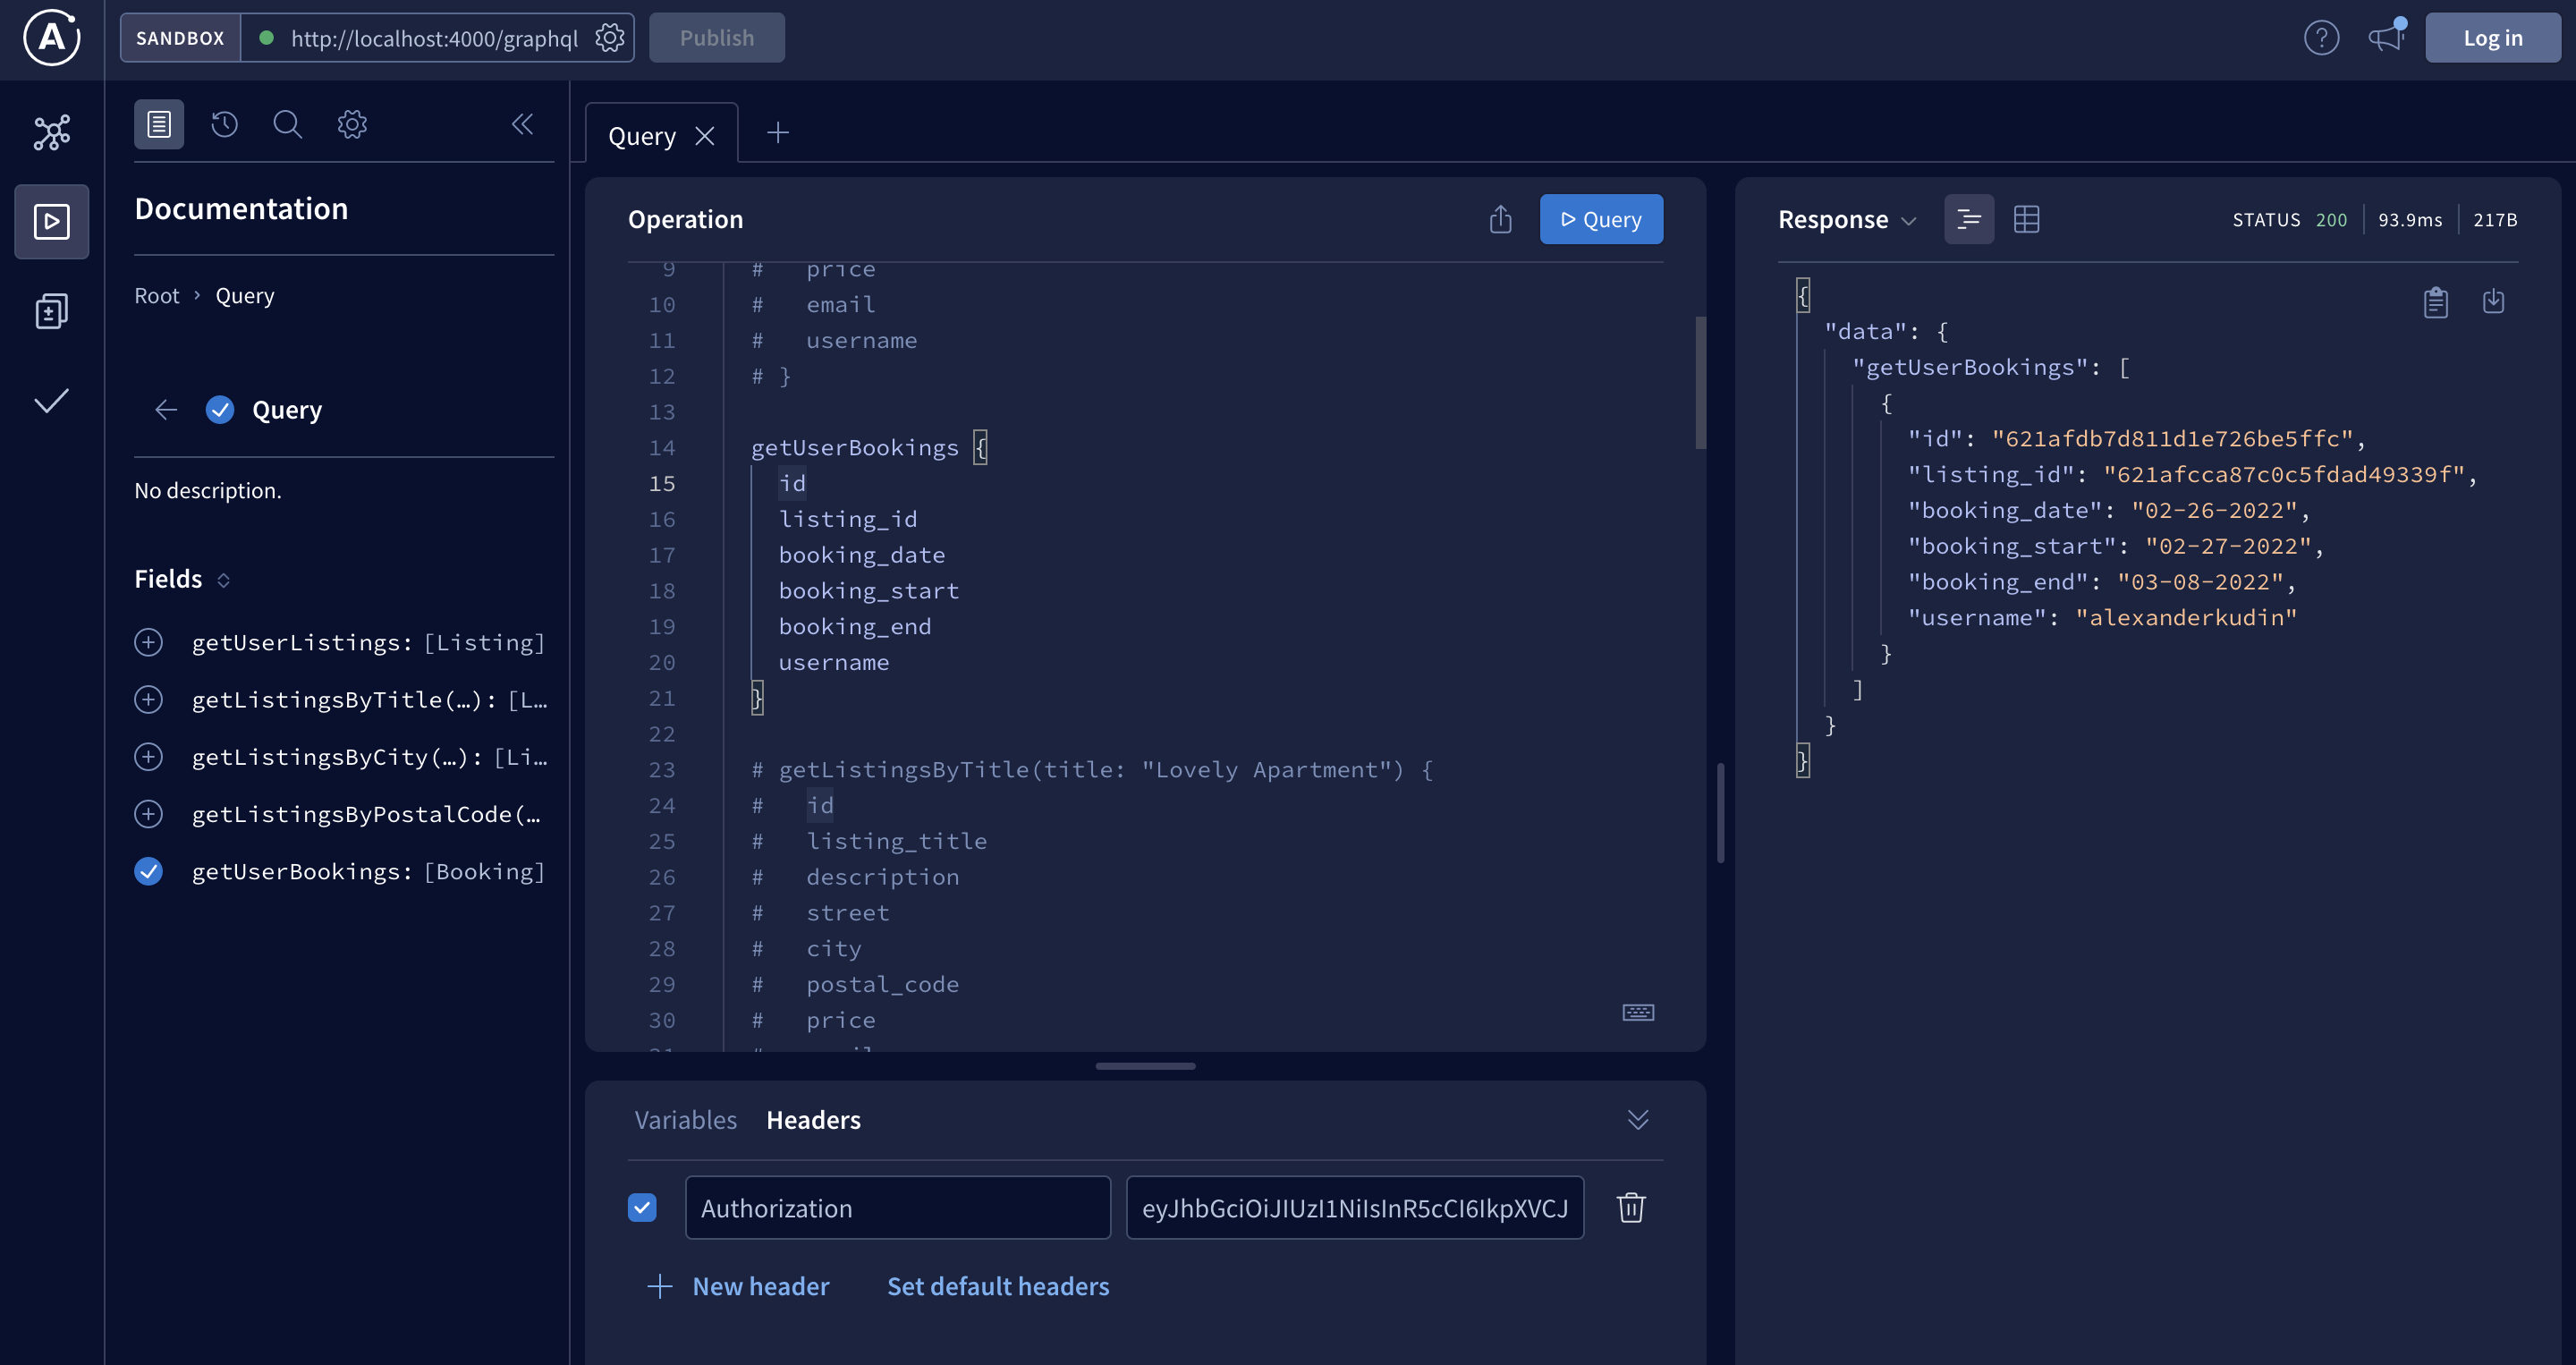 SANDBOX http://localhost:4000/graphql Publish Log in
Documentation
Root › Query
Query
No description.
Fields
getUserListings: [Listing]
getListingsByTitle(…): [L…
getListingsByCity(…): [Li…
getListingsByPostalCode(…
getUserBookings: [Booking]
Query
Operation Query
9 # price
10 # email
11 # username
12 # }
13
14 getUserBookings {
15 id
16 listing_id
17 booking_date
18 booking_start
19 booking_end
20 username
21 }
22
23 # getListingsByTitle(title: "Lovely Apartment") {
24 # id
25 # listing_title
26 # description
27 # street
28 # city
29 # postal_code
30 # price
Variables Headers
Authorization eyJhbGciOiJIUzI1NiIsInR5cCI6IkpXVCJ
New header Set default headers
Response STATUS 200 93.9ms 217B
{
"data": {
"getUserBookings": [
{
"id": "621afdb7d811d1e726be5ffc",
"listing_id": "621afcca87c0c5fdad49339f",
"booking_date": "02-26-2022",
"booking_start": "02-27-2022",
"booking_end": "03-08-2022",
"username": "alexanderkudin"
}
]
}
}